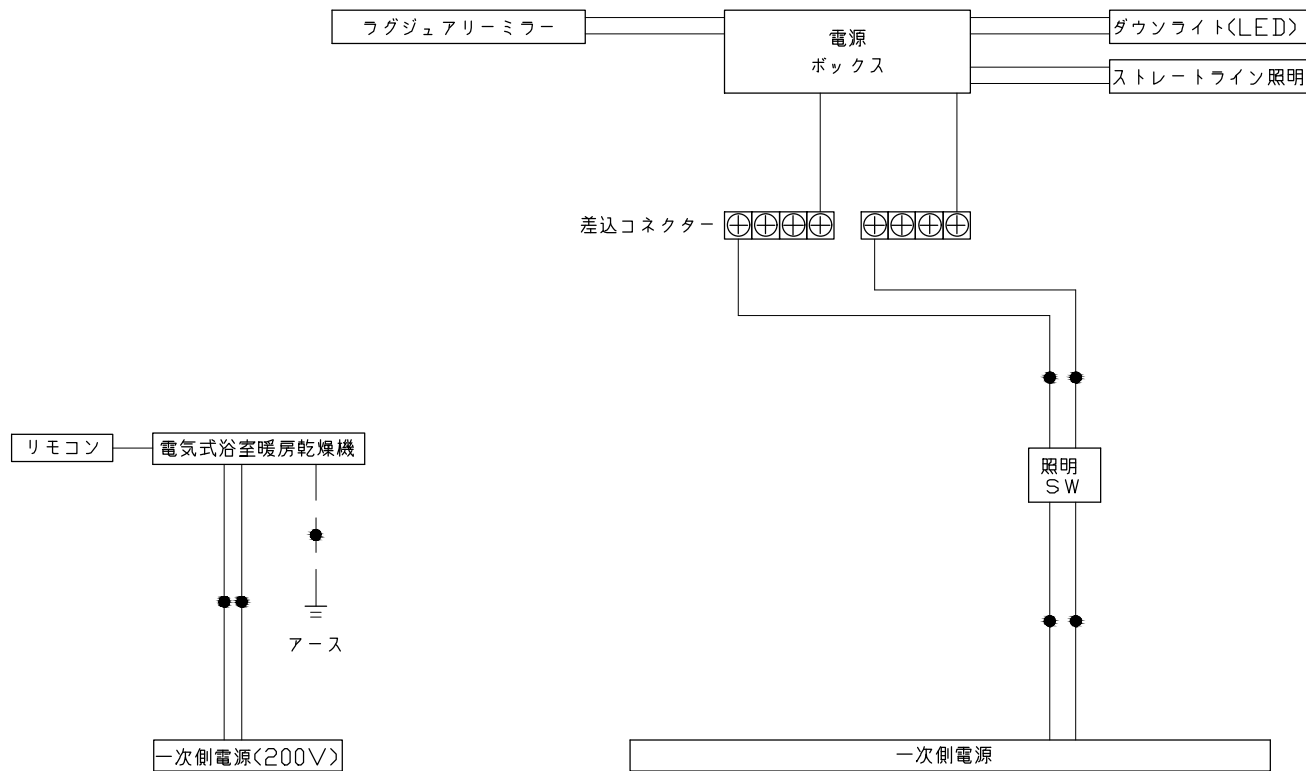 ラグジュアリーミラー
電源
ボックス
ダウンライト(LED)
ストレートライン照明
差込コネクター
リモコン
電気式浴室暖房乾燥機
照明
SW
アース
一次側電源(200V)
一次側電源